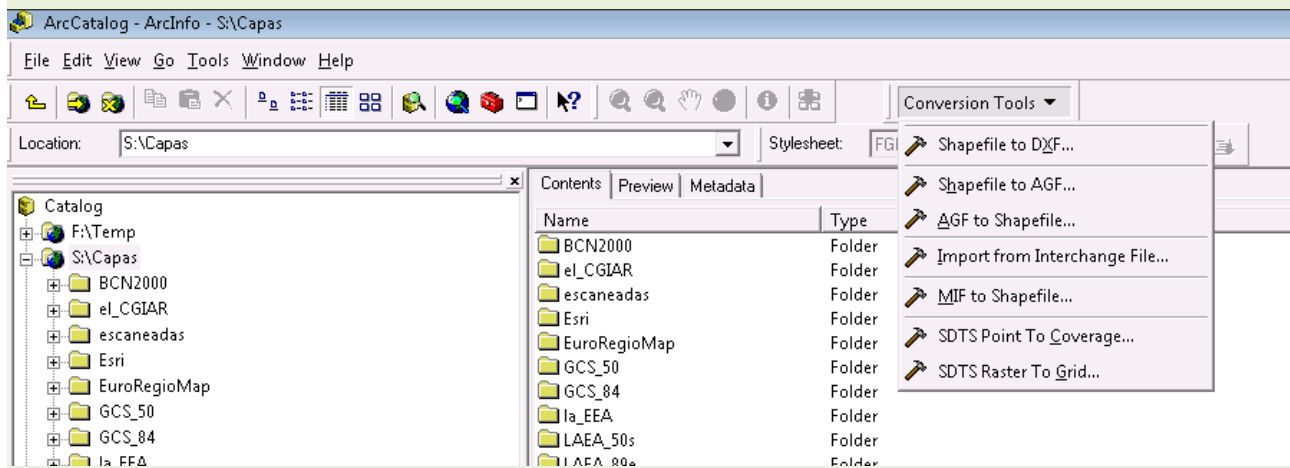 ArcCatalog - ArcInfo - S:\Capas
File Edit View Go Tools Window Help
Conversion Tools
Location: S:\Capas Stylesheet:
Shapefile to DXF...
Shapefile to AGF...
AGF to Shapefile...
Import from Interchange File...
MIF to Shapefile...
SDTS Point To Coverage...
SDTS Raster To Grid...
Catalog
F:\Temp
S:\Capas
BCN2000
el_CGIAR
escaneadas
Esri
EuroRegioMap
GCS_50
GCS_84
la_EEA
Contents Preview Metadata
Name Type
BCN2000 Folder
el_CGIAR Folder
escaneadas Folder
Esri Folder
EuroRegioMap Folder
GCS_50 Folder
GCS_84 Folder
la_EEA Folder
LAEA_50s Folder
LAEA_89e Folder